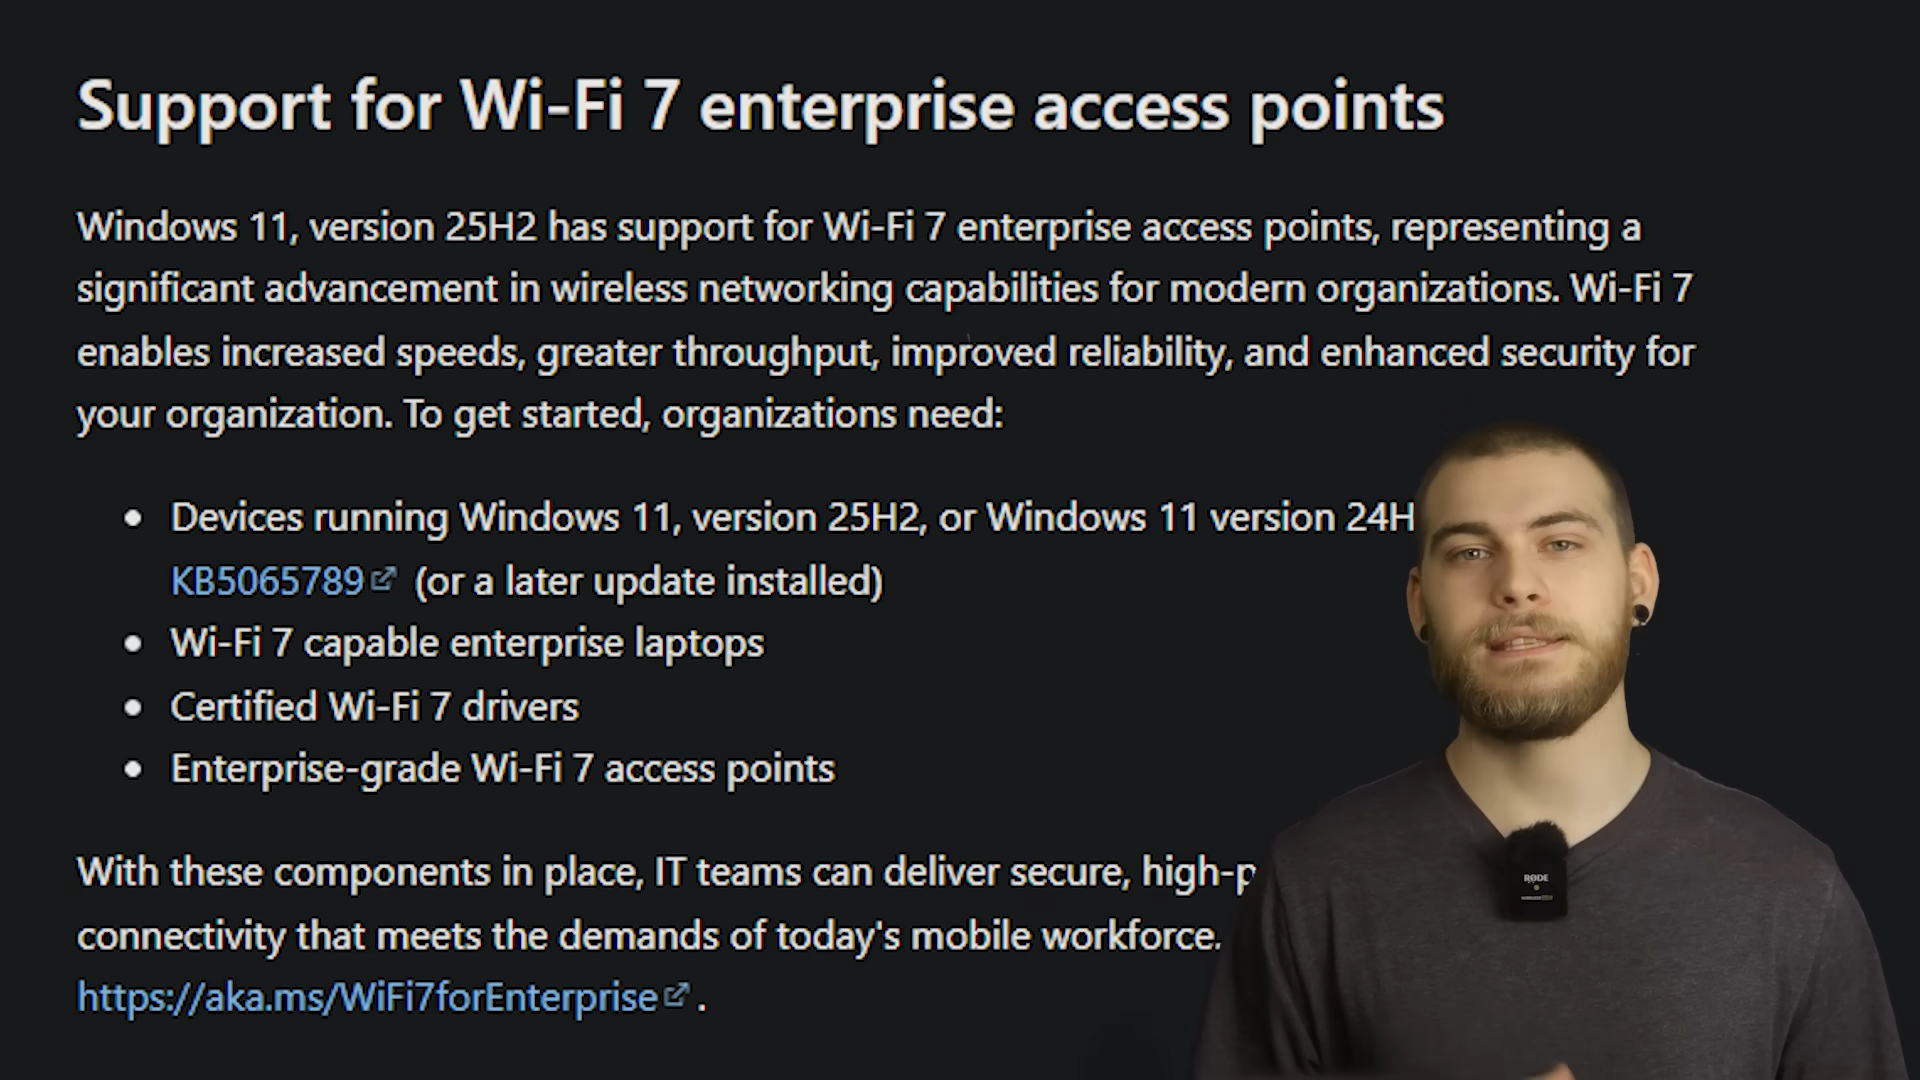 Support for Wi-Fi 7 enterprise access points
Windows 11, version 25H2 has support for Wi-Fi 7 enterprise access points, representing a
significant advancement in wireless networking capabilities for modern organizations. Wi-Fi 7
enables increased speeds, greater throughput, improved reliability, and enhanced security for
your organization. To get started, organizations need:
• Devices running Windows 11, version 25H2, or Windows 11 version 24H
KB5065789 (or a later update installed)
• Wi-Fi 7 capable enterprise laptops
• Certified Wi-Fi 7 drivers
• Enterprise-grade Wi-Fi 7 access points
With these components in place, IT teams can deliver secure, high-p
connectivity that meets the demands of today's mobile workforce.
https://aka.ms/WiFi7forEnterprise.
RØDE